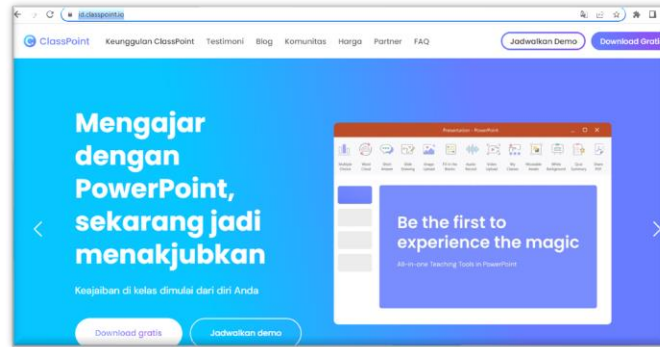 id.classpoint.io
ClassPoint Keunggulan ClassPoint Testimoni Blog Komunitas Harga Partner FAQ Jadwalkan Demo Download Gratis
Mengajar
dengan
PowerPoint,
sekarang jadi
menakjubkan
Keajaiban di kelas dimulai dari diri Anda
Download gratis Jadwalkan demo
Presentation - PowerPoint
Be the first to
experience the magic
All-in-one Teaching Tools in PowerPoint